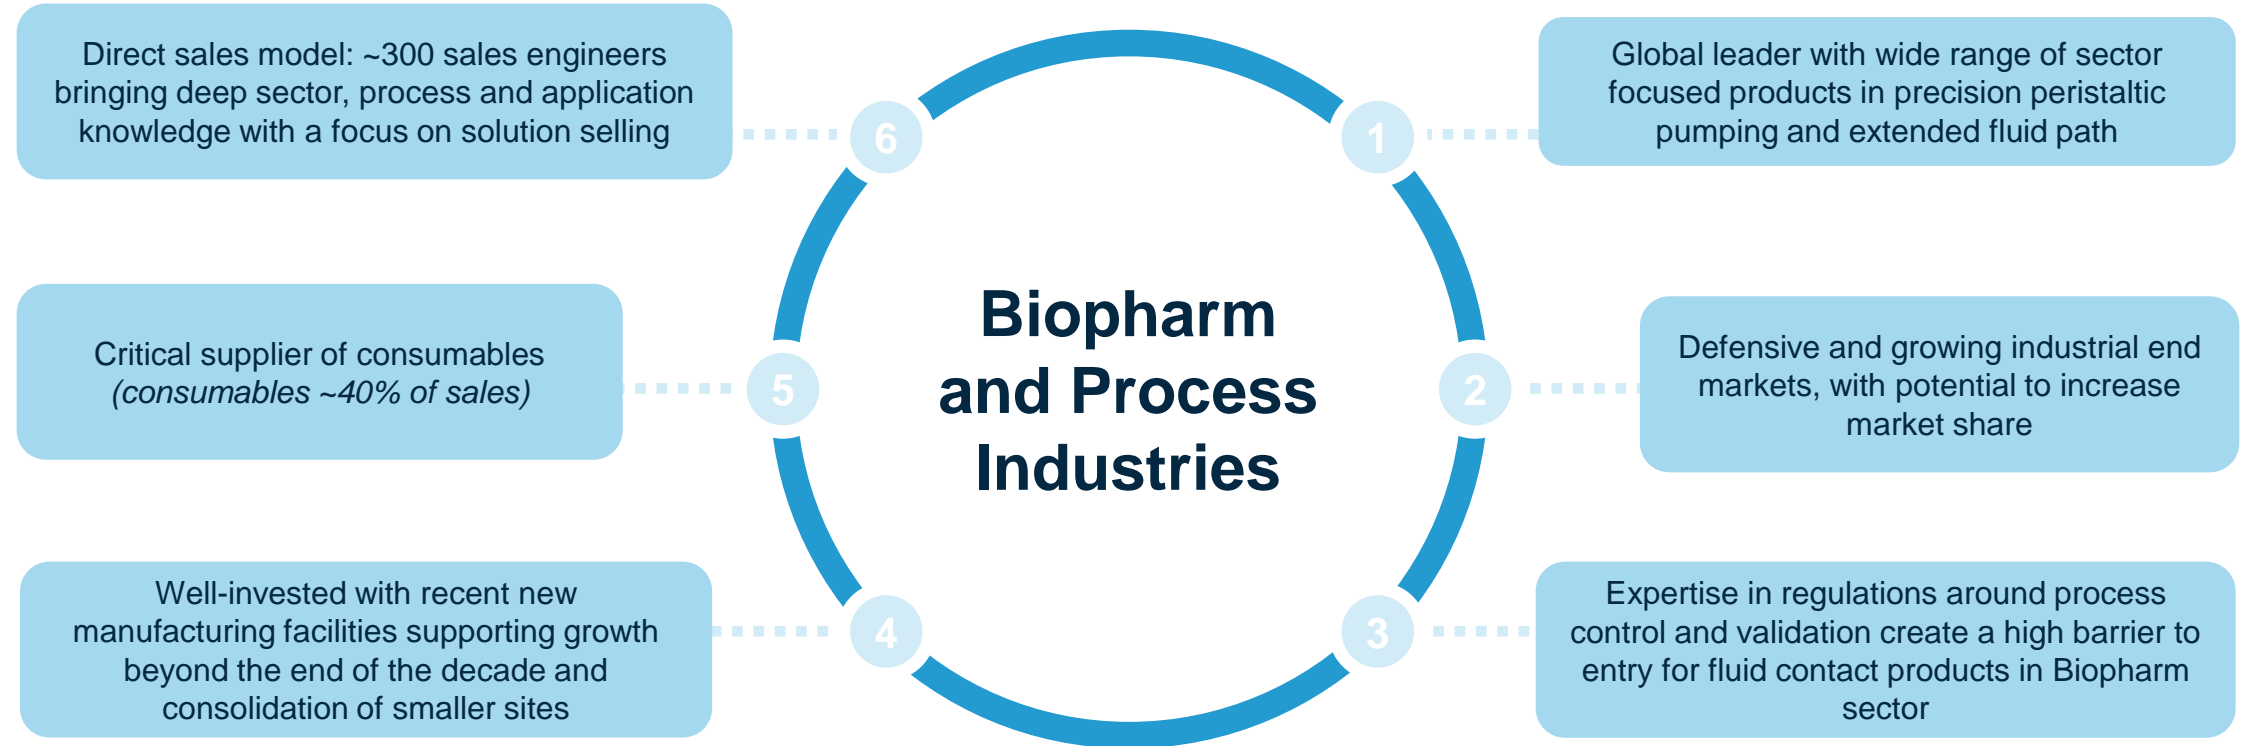 Direct sales model: ~300 sales engineers
bringing deep sector, process and application
knowledge with a focus on solution selling
6
1
Global leader with wide range of sector
focused products in precision peristaltic
pumping and extended fluid path
Critical supplier of consumables
(consumables ~40% of sales)
5
Biopharm
and Process
Industries
2
Defensive and growing industrial end
markets, with potential to increase
market share
Well-invested with recent new
manufacturing facilities supporting growth
beyond the end of the decade and
consolidation of smaller sites
4
3
Expertise in regulations around process
control and validation create a high barrier to
entry for fluid contact products in Biopharm
sector